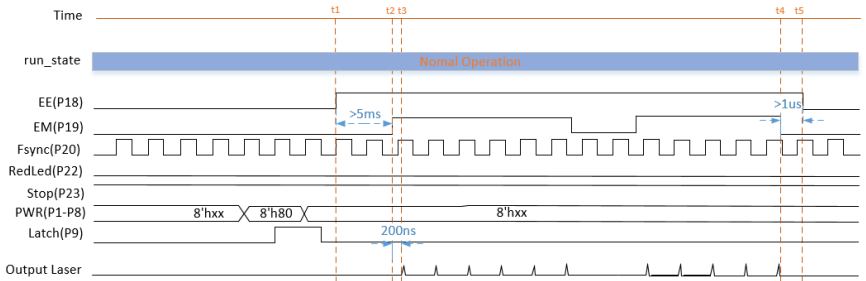 Time t1 t2 t3 t4 t5
run_state Nomal Operation
EE(P18)
>5ms >1us
EM(P19)
Fsync(P20)
RedLed(P22)
Stop(P23)
PWR(P1-P8) 8'hxx 8'h80 8'hxx
Latch(P9) 200ns
Output Laser